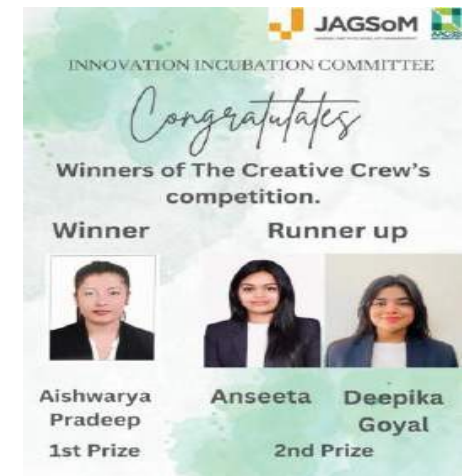 JAGSoM
INNOVATION INCUBATION COMMITTEE
Congratulates
Winners of The Creative Crew's
competition.
Winner
Runner up
Aishwarya
Pradeep
1st Prize
Anseeta
Deepika
Goyal
2nd Prize